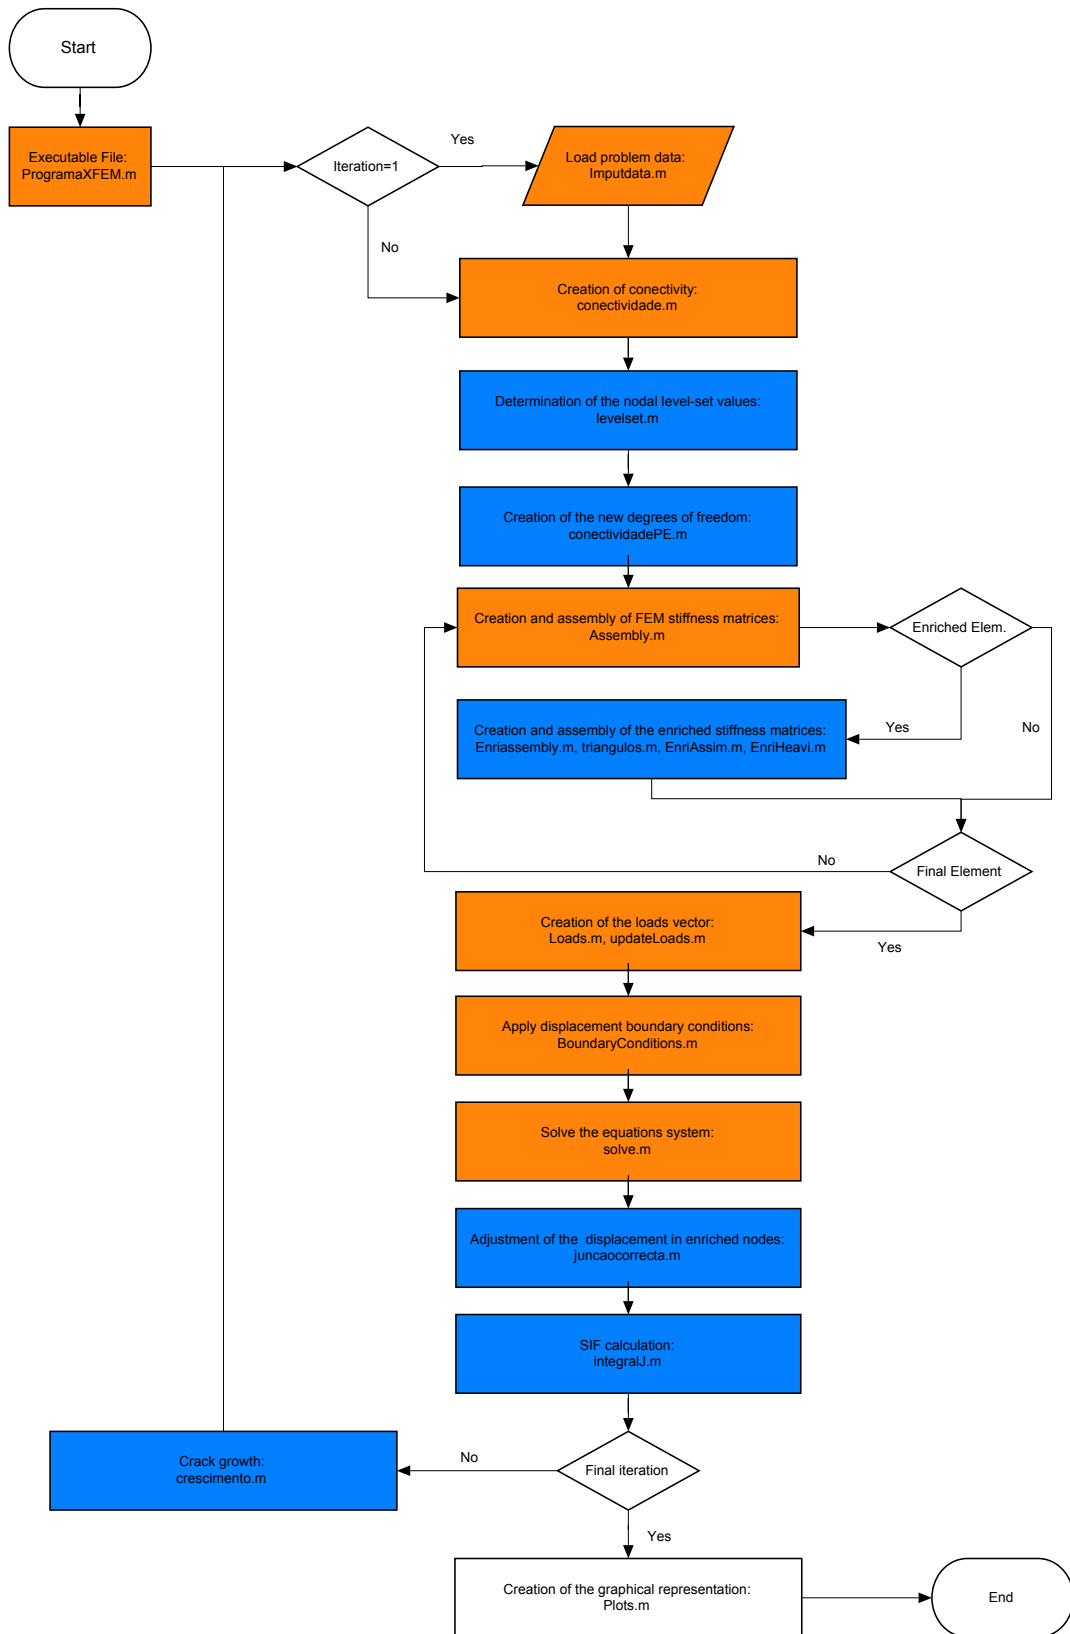 Start
Executable File:
ProgramaXFEM.m
Iteration=1
Yes
Load problem data:
Imputdata.m
No
Creation of conectivity:
conectividade.m
Determination of the nodal level-set values:
levelset.m
Creation of the new degrees of freedom:
conectividadePE.m
Creation and assembly of FEM stiffness matrices:
Assembly.m
Enriched Elem.
Yes
No
Creation and assembly of the enriched stiffness matrices:
Enriassembly.m, triangulos.m, EnriAssim.m, EnriHeavi.m
No
Final Element
Yes
Creation of the loads vector:
Loads.m, updateLoads.m
Apply displacement boundary conditions:
BoundaryConditions.m
Solve the equations system:
solve.m
Adjustment of the  displacement in enriched nodes:
juncaocorrecta.m
SIF calculation:
integralJ.m
Crack growth:
crescimento.m
No
Final iteration
Yes
Creation of the graphical representation:
Plots.m
End